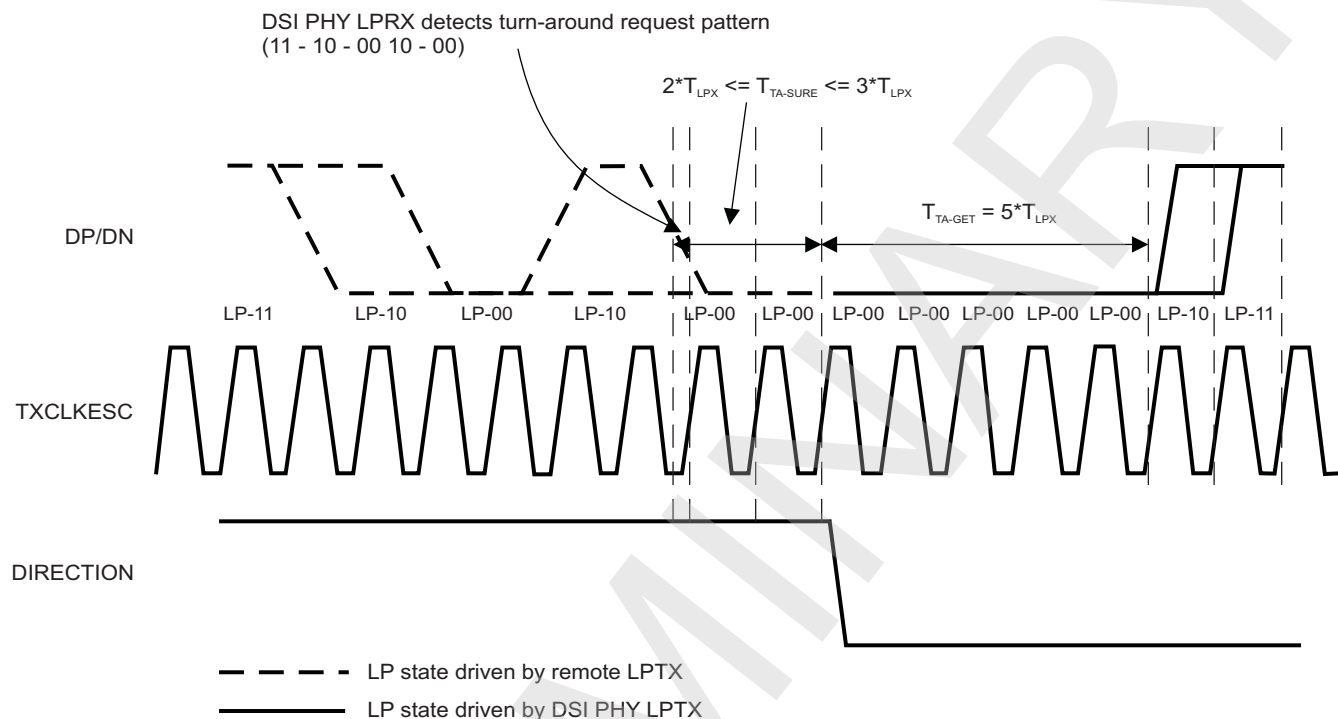 DSI PHY LPRX detects turn-around request pattern
(11 - 10 - 00 10 - 00)
2*TLPX <= TTA-SURE <= 3*TLPX
TTA-GET = 5*TLPX
DP/DN
LP-11 LP-10 LP-00 LP-10 LP-00 LP-00 LP-00 LP-00 LP-00 LP-00 LP-00 LP-10 LP-11
TXCLKESC
DIRECTION
LP state driven by remote LPTX
LP state driven by DSI PHY LPTX